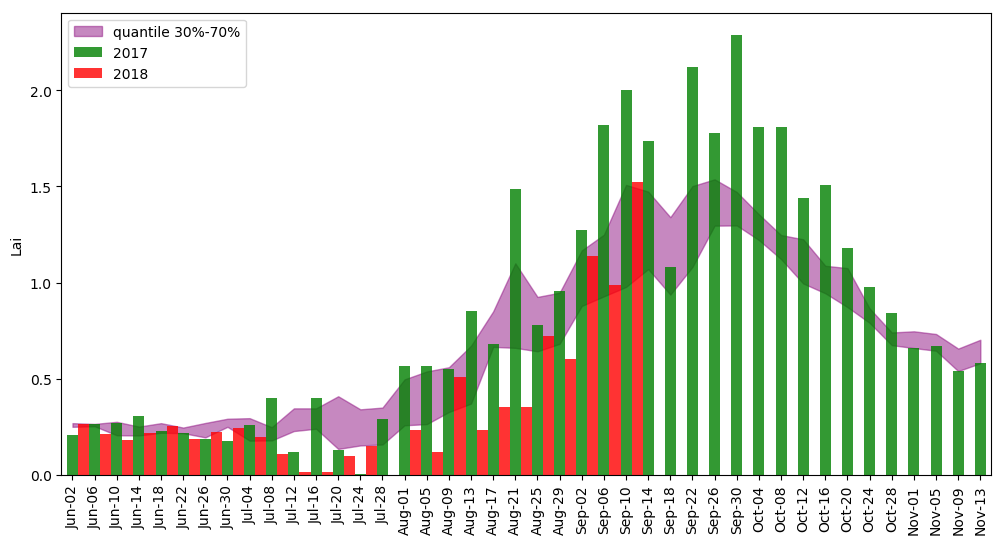 quantile 30%-70%
2017
2018
Lai
2.0
1.5
1.0
0.5
0.0
Jun-02
Jun-06
Jun-10
Jun-14
Jun-18
Jun-22
Jun-26
Jun-30
Jul-04
Jul-08
Jul-12
Jul-16
Jul-20
Jul-24
Jul-28
Aug-01
Aug-05
Aug-09
Aug-13
Aug-17
Aug-21
Aug-25
Aug-29
Sep-02
Sep-06
Sep-10
Sep-14
Sep-18
Sep-22
Sep-26
Sep-30
Oct-04
Oct-08
Oct-12
Oct-16
Oct-20
Oct-24
Oct-28
Nov-01
Nov-05
Nov-09
Nov-13